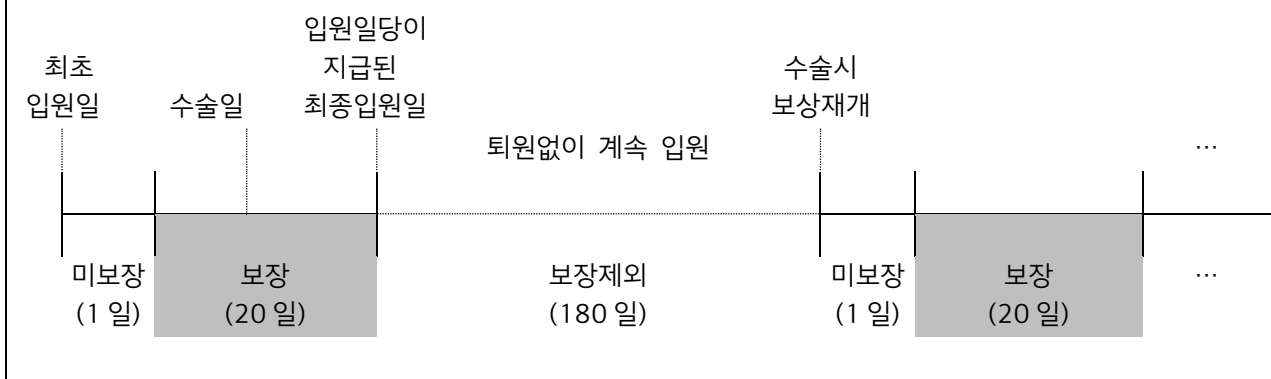 입원일당이
최초 지급된 수술시
입원일 수술일 최종입원일 보상재개
퇴원없이 계속 입원 …
미보장 보장 보장제외 미보장 보장 …
(1 일) (20 일) (180 일) (1 일) (20 일)